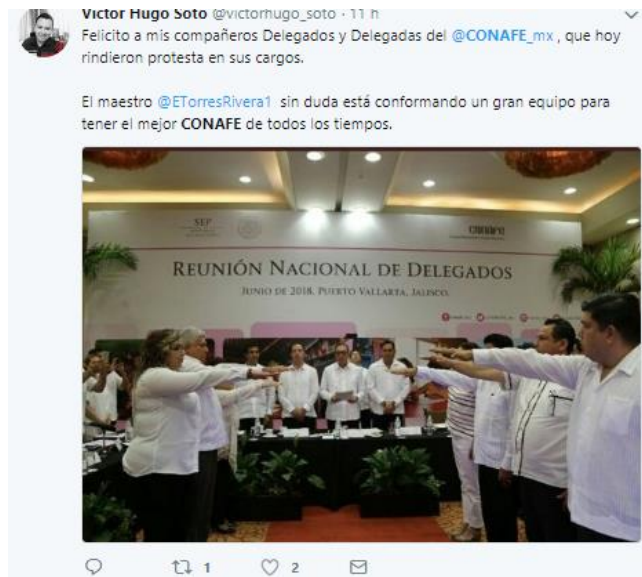 Victor Hugo Soto @victorhugo_soto · 11 h
Felicito a mis compañeros Delegados y Delegadas del @CONAFE_mx , que hoy
rindieron protesta en sus cargos.
El maestro @ETorresRivera1 sin duda está conformando un gran equipo para
tener el mejor CONAFE de todos los tiempos.
SEP
CONAFE
REUNIÓN NACIONAL DE DELEGADOS
JUNIO DE 2018, PUERTO VALLARTA, JALISCO.
1
2